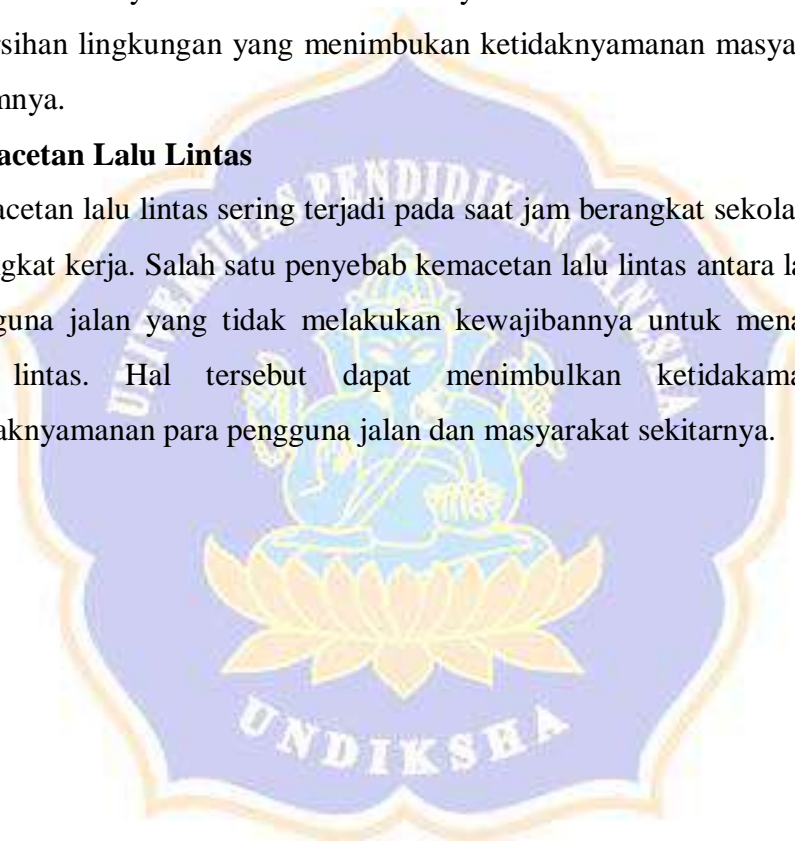 rsihan lingkungan yang menimbukan ketidaknyamanan masya
mnya.
acetan Lalu Lintas
acetan lalu lintas sering terjadi pada saat jam berangkat sekola
ngkat kerja. Salah satu penyebab kemacetan lalu lintas antara la
guna jalan yang tidak melakukan kewajibannya untuk mena
lintas. Hal tersebut dapat menimbulkan ketidakama
aknyamanan para pengguna jalan dan masyarakat sekitarnya.
UNIVERSITAS PENDIDIKAN GANESHA
UNDIKSHA